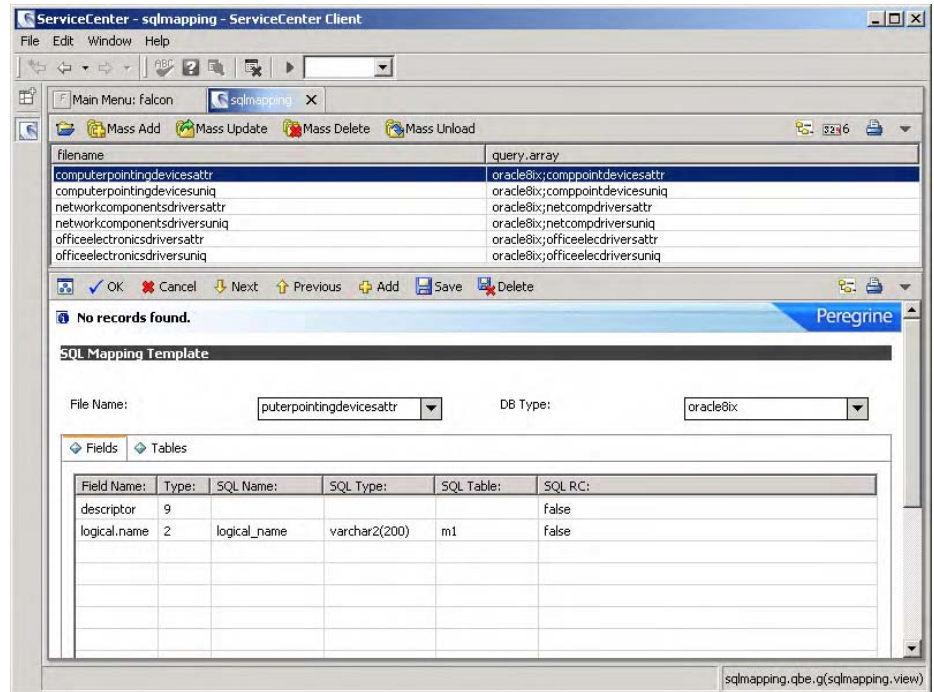 ServiceCenter - sqlmapping - ServiceCenter Client
File Edit Window Help
ABC
Main Menu: falcon sqlmapping
Mass Add Mass Update Mass Delete Mass Unload
filename query.array
computerpointingdevicesattr oracle8ix;comppointdevicesattr
computerpointingdevicesuniq oracle8ix;comppointdevicesuniq
networkcomponentsdriversattr oracle8ix;netcompdriversattr
networkcomponentsdriversuniq oracle8ix;netcompdriversuniq
officeelectronicsdriversattr oracle8ix;officeelecdriversattr
officeelectronicsdriversuniq oracle8ix;officeelecdriversuniq
OK Cancel Next Previous Add Save Delete
No records found. Peregrine
SQL Mapping Template
File Name: puterpointingdevicesattr DB Type: oracle8ix
Fields Tables
Field Name: Type: SQL Name: SQL Type: SQL Table: SQL RC:
descriptor 9 false
logical.name 2 logical_name varchar2(200) m1 false
sqlmapping.qbe.g(sqlmapping.view)